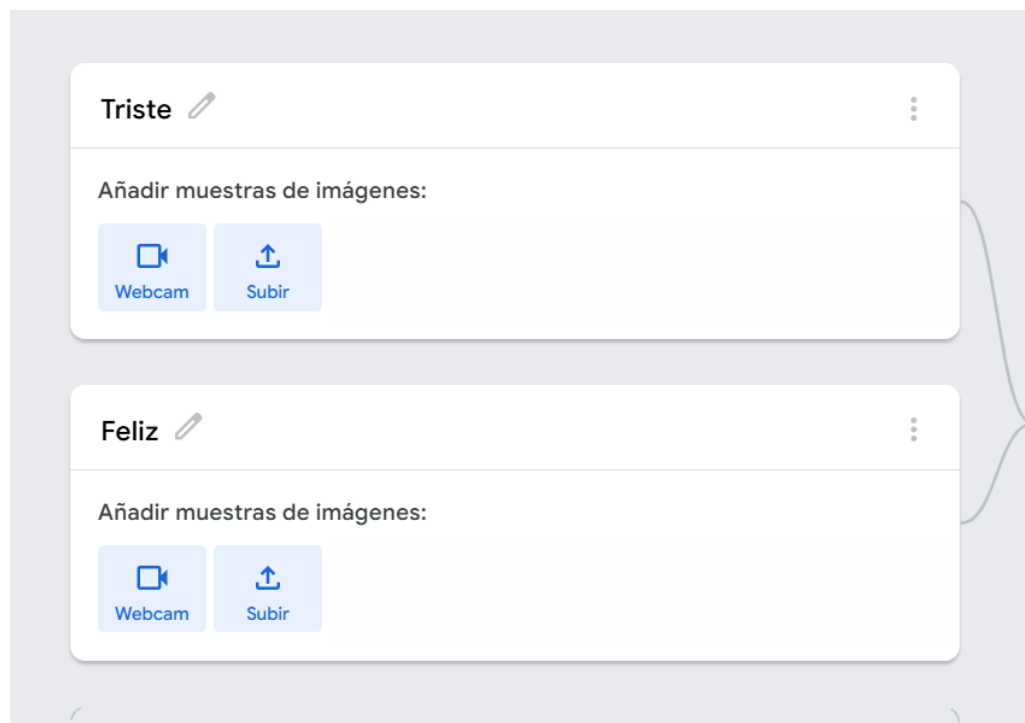 Triste
Añadir muestras de imágenes:
Webcam Subir
Feliz
Añadir muestras de imágenes:
Webcam Subir